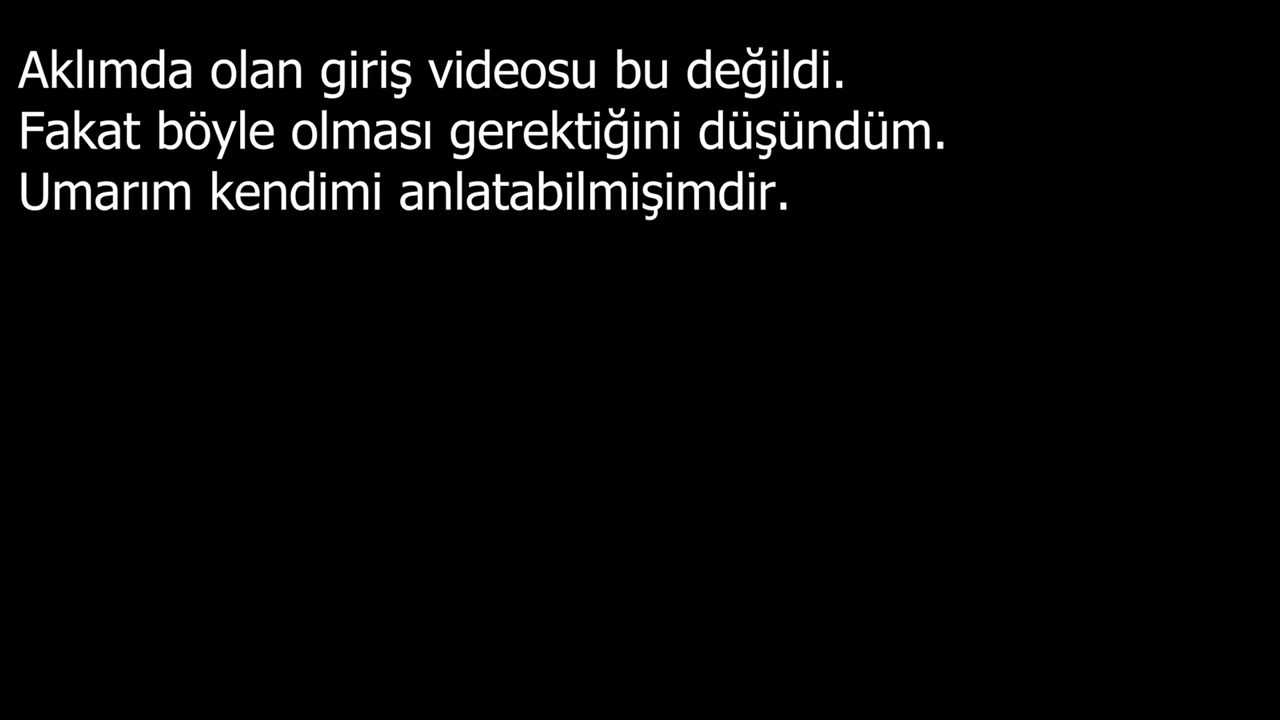 Aklımda olan giriş videosu bu değildi.
Fakat böyle olması gerektiğini düşündüm.
Umarım kendimi anlatabilmişimdir.